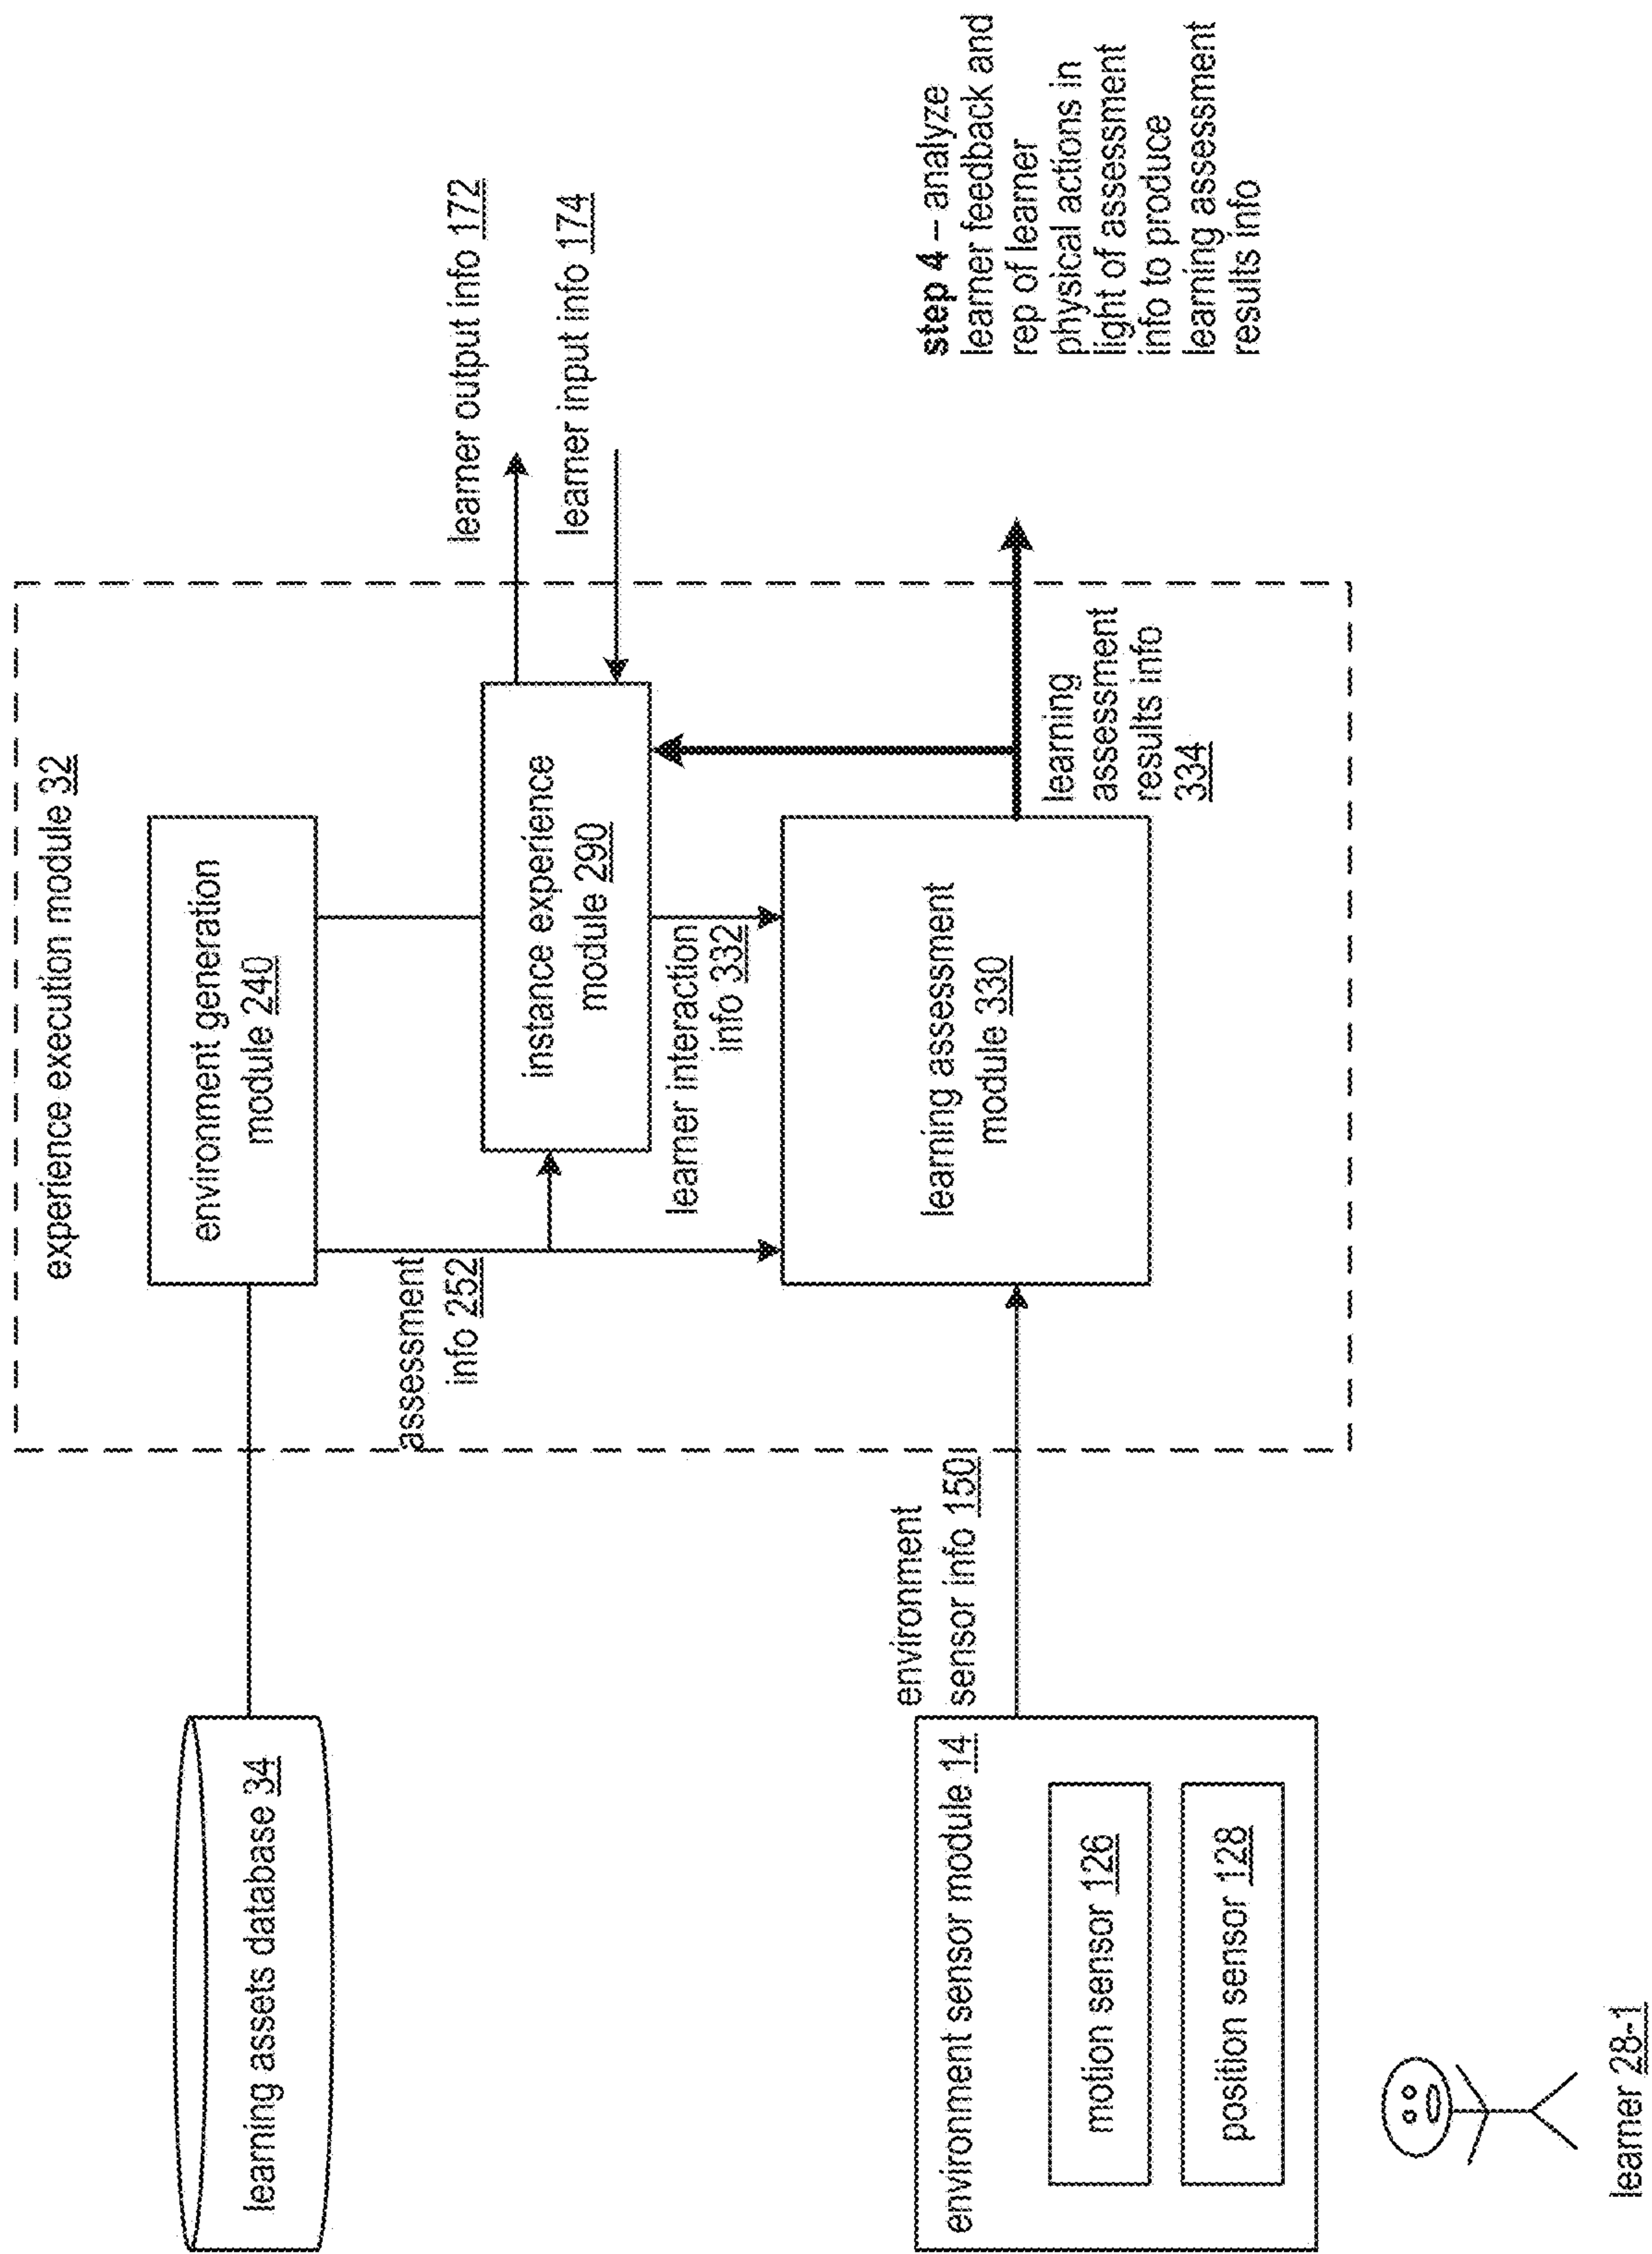 experience execution module 32
learning assets database 34
environment generation
module 240
assessment
info 252
instance experience
module 290
learner output info 172
learner input info 174
learner interaction
info 332
environment
sensor info 150
environment sensor module 14
motion sensor 126
position sensor 128
learning assessment
module 330
learning
assessment
results info
334
step 4 – analyze
learner feedback and
rep of learner
physical actions in
light of assessment
info to produce
learning assessment
results info
learner 28-1